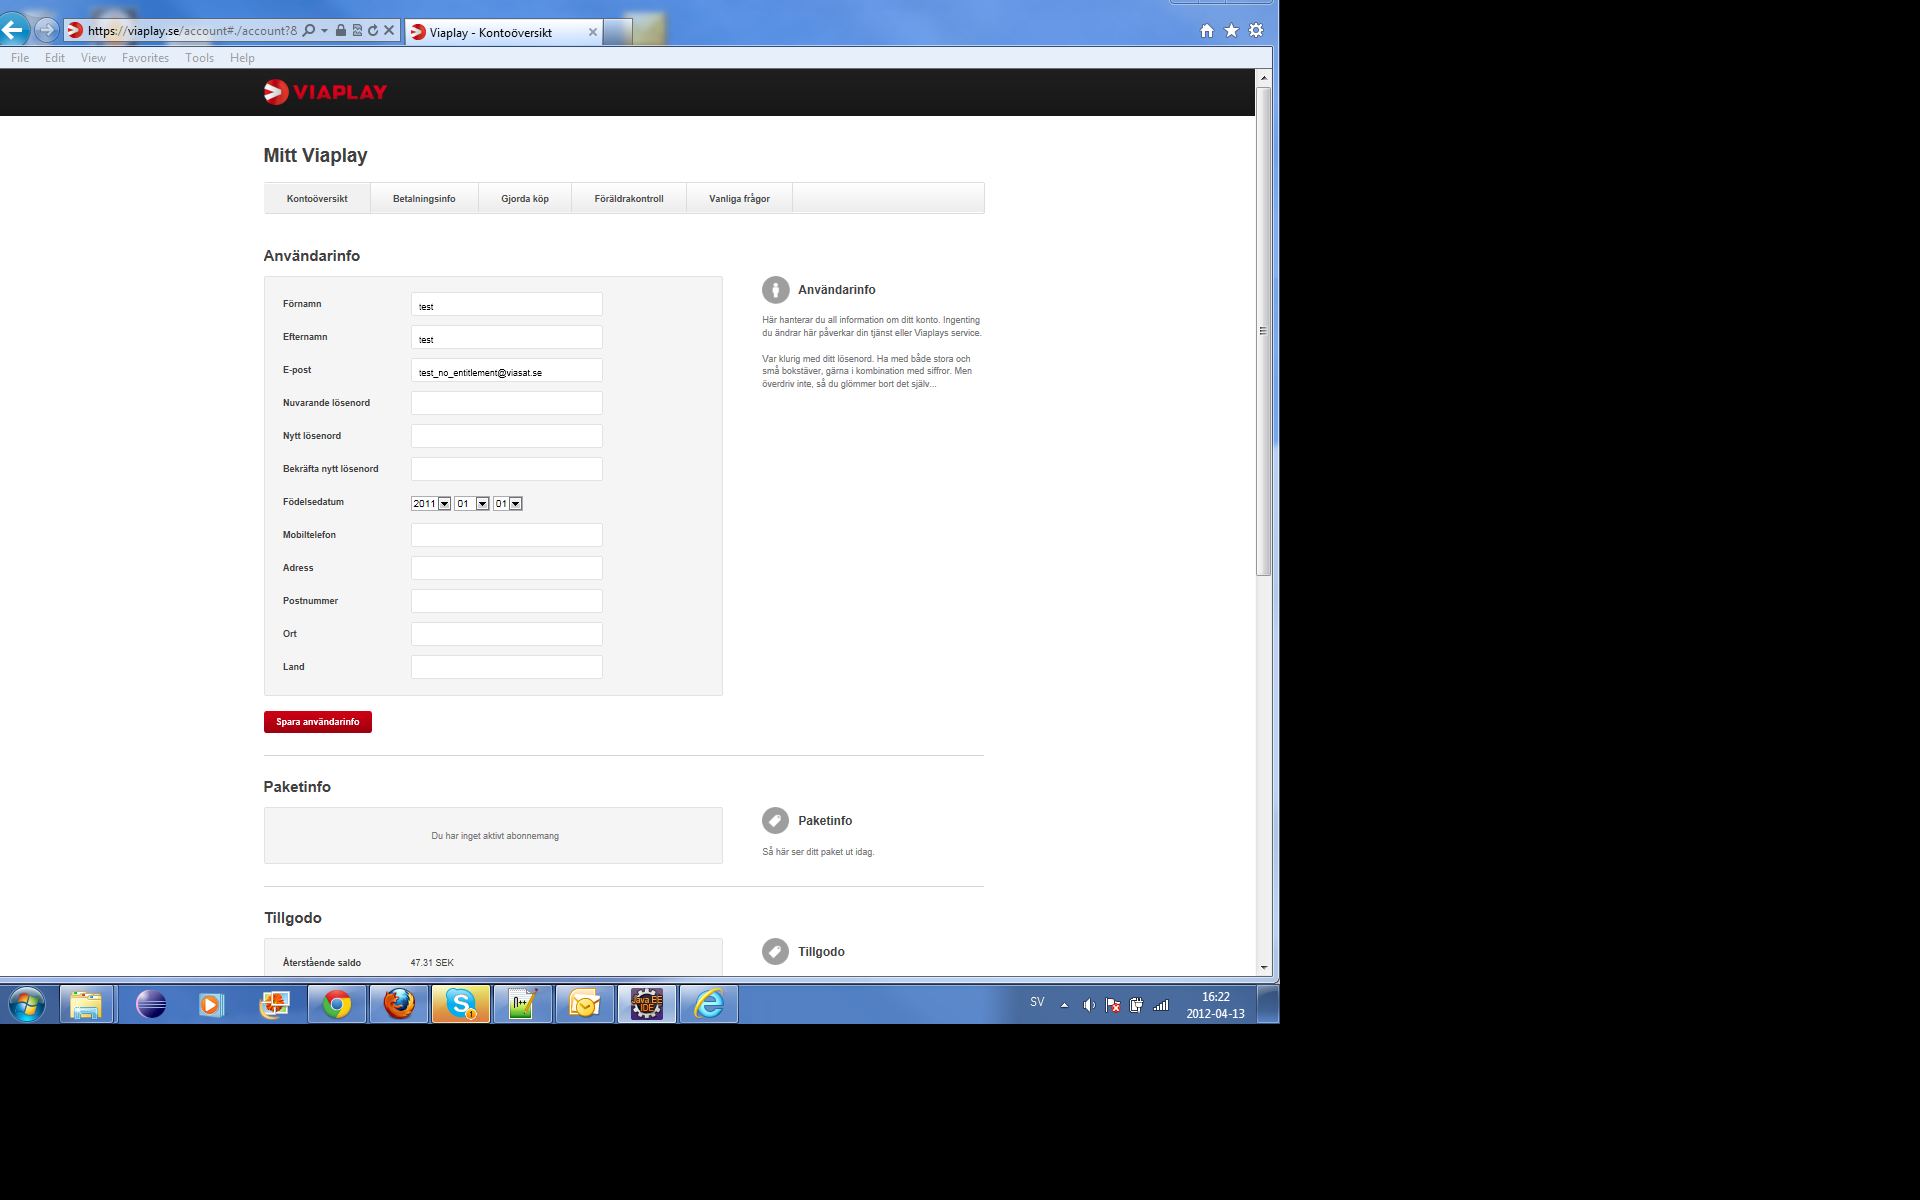 https://viaplay.se/account#./account?8
Viaplay - Kontoöversikt
File Edit View Favorites Tools Help
VIAPLAY
Mitt Viaplay
Kontoöversikt Betalningsinfo Gjorda köp Föräldrakontroll Vanliga frågor
Användarinfo
Förnamn test
Efternamn test
E-post test_no_entitlement@viasat.se
Nuvarande lösenord
Nytt lösenord
Bekräfta nytt lösenord
Födelsedatum 2011 01 01
Mobiltelefon
Adress
Postnummer
Ort
Land
Användarinfo
Här hanterar du all information om ditt konto. Ingenting
du ändrar här påverkar din tjänst eller Viaplays service.
Var klurig med ditt lösenord. Ha med både stora och
små bokstäver, gärna i kombination med siffror. Men
överdriv inte, så du glömmer bort det själv...
Spara användarinfo
Paketinfo
Du har inget aktivt abonnemang
Paketinfo
Så här ser ditt paket ut idag.
Tillgodo
Återstående saldo 47.31 SEK
Tillgodo
1
n++
Java EE
IDE
SV
16:22
2012-04-13